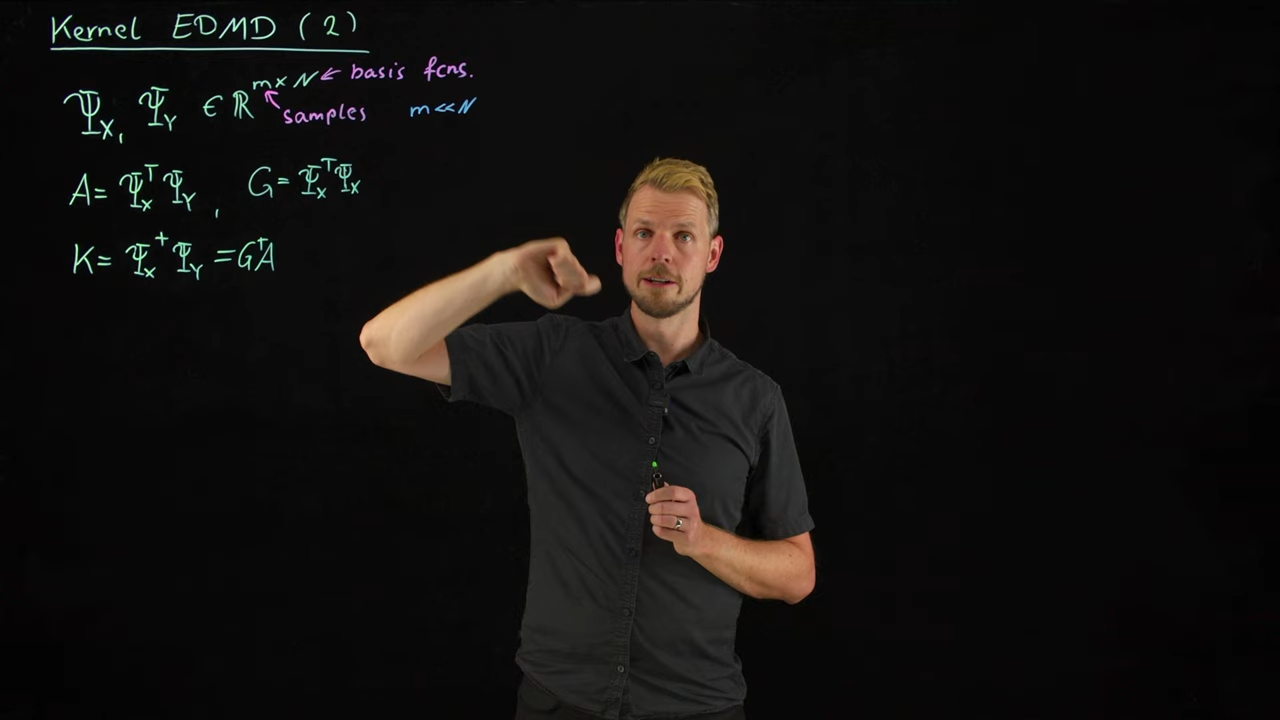 Kernel EDMD (2)
Ψ_X, Ψ_Y ∈ ℝ^{m×N} ← basis fcns.
samples m<<N
A = Ψ_X^T Ψ_Y , G = Ψ_X^T Ψ_X
K = Ψ_X^+ Ψ_Y = G^+ A